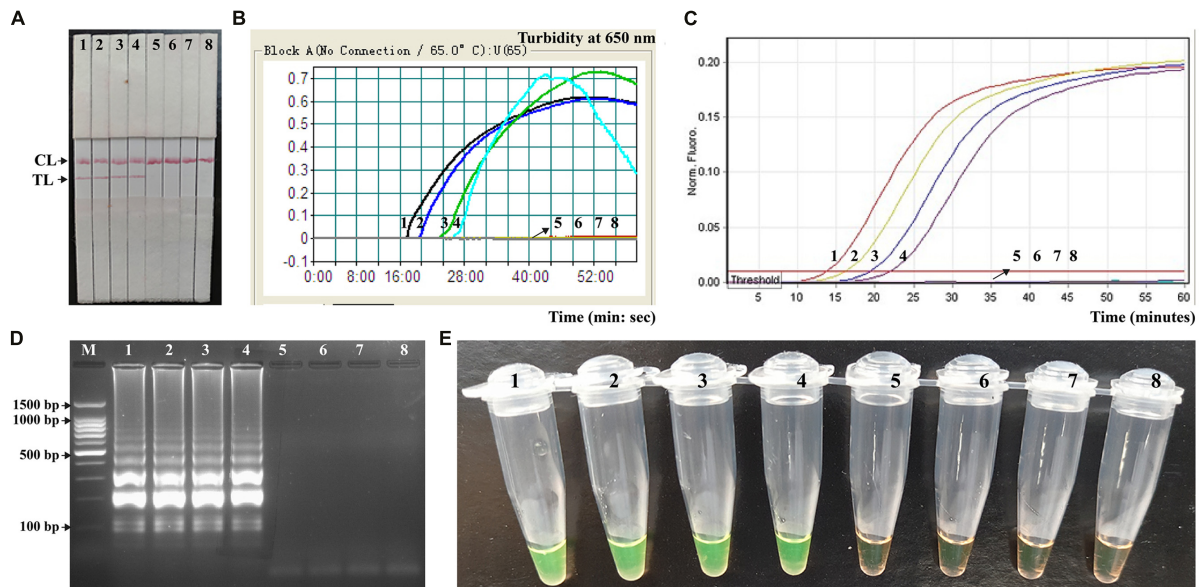 A
1 2 3 4 5 6 7 8
CL
TL
B
Turbidity at 650 nm
Block A(No Connection / 65.0° C):U(65)
0.7
0.6
0.5
0.4
0.3
0.2
0.1
0
-0.1
1 2 3 4 5 6 7 8
0:00 8:00 16:00 28:00 40:00 52:00
Time (min: sec)
C
Norm. Fluoro.
0.20
0.15
0.10
0.05
0.00
1 2 3 4 5 6 7 8
Threshold
5 10 15 20 25 30 35 40 45 50 55 60
Time (minutes)
D
M 1 2 3 4 5 6 7 8
1500 bp
1000 bp
500 bp
100 bp
E
1 2 3 4 5 6 7 8